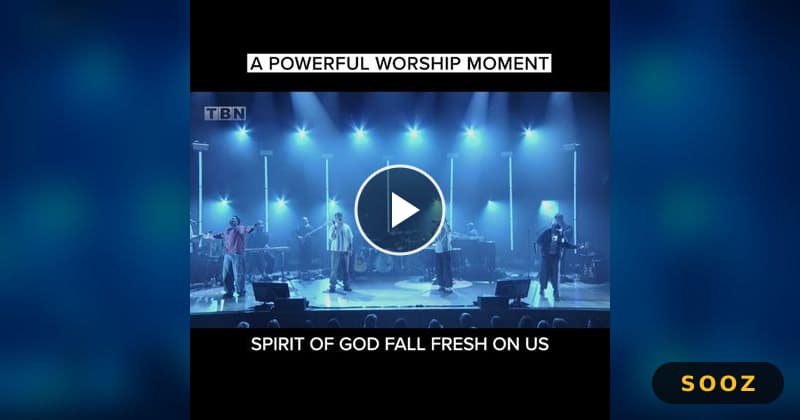 A POWERFUL WORSHIP MOMENT
TBN
SPIRIT OF GOD FALL FRESH ON US
SOOZ